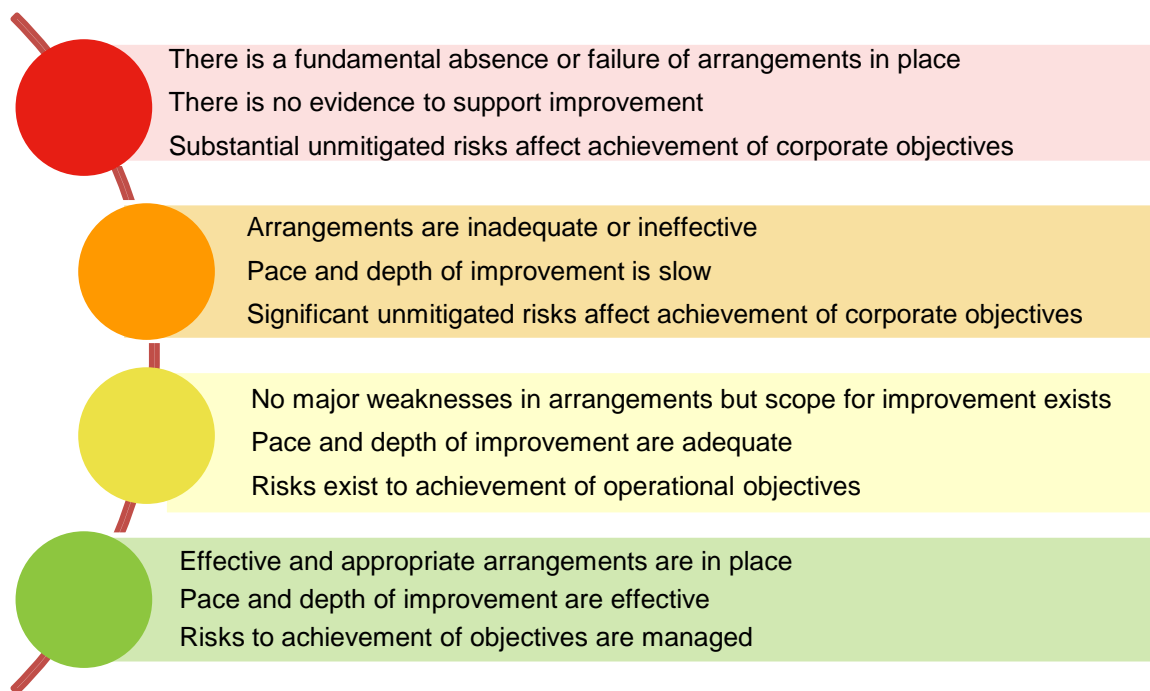 There is a fundamental absence or failure of arrangements in place
There is no evidence to support improvement
Substantial unmitigated risks affect achievement of corporate objectives
Arrangements are inadequate or ineffective
Pace and depth of improvement is slow
Significant unmitigated risks affect achievement of corporate objectives
No major weaknesses in arrangements but scope for improvement exists
Pace and depth of improvement are adequate
Risks exist to achievement of operational objectives
Effective and appropriate arrangements are in place
Pace and depth of improvement are effective
Risks to achievement of objectives are managed